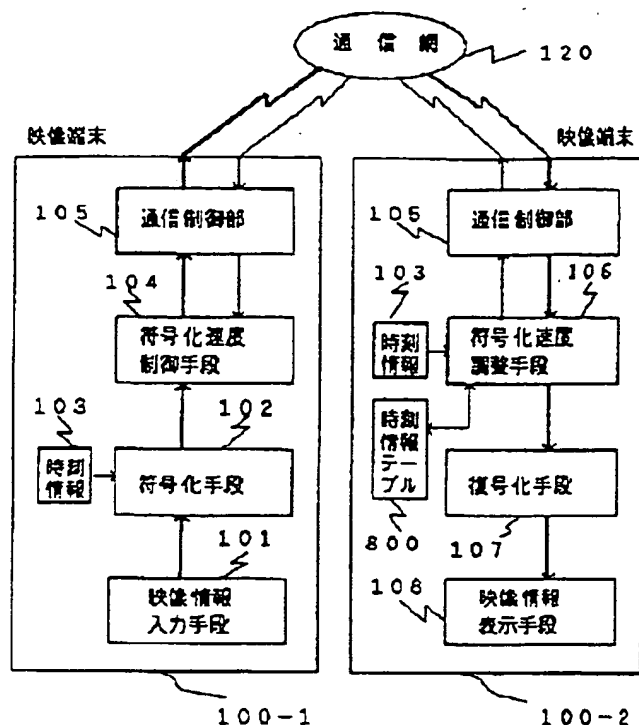 通信網
120
映像端末
映像端末
105
通信制御部
105
通信制御部
104
103
106
符号化速度
制御手段
時刻
情報
符号化速度
調整手段
103
102
時刻
情報
符号化手段
時刻
情報
テー
ブル
復号化手段
101
800
107
映像情報
入力手段
108
映像情報
表示手段
100-1
100-2